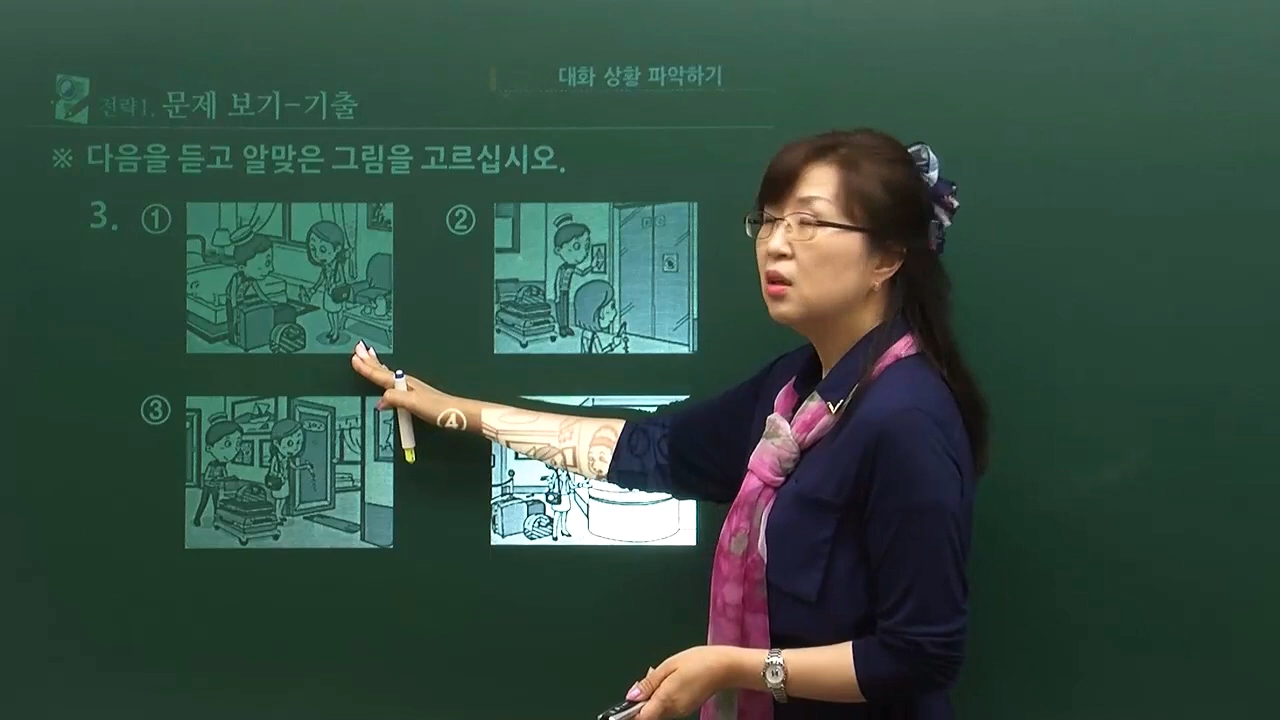 대화 상황 파악하기
전략1. 문제 보기-기출
※ 다음을 듣고 알맞은 그림을 고르십시오.
3. ① ②
③ ④